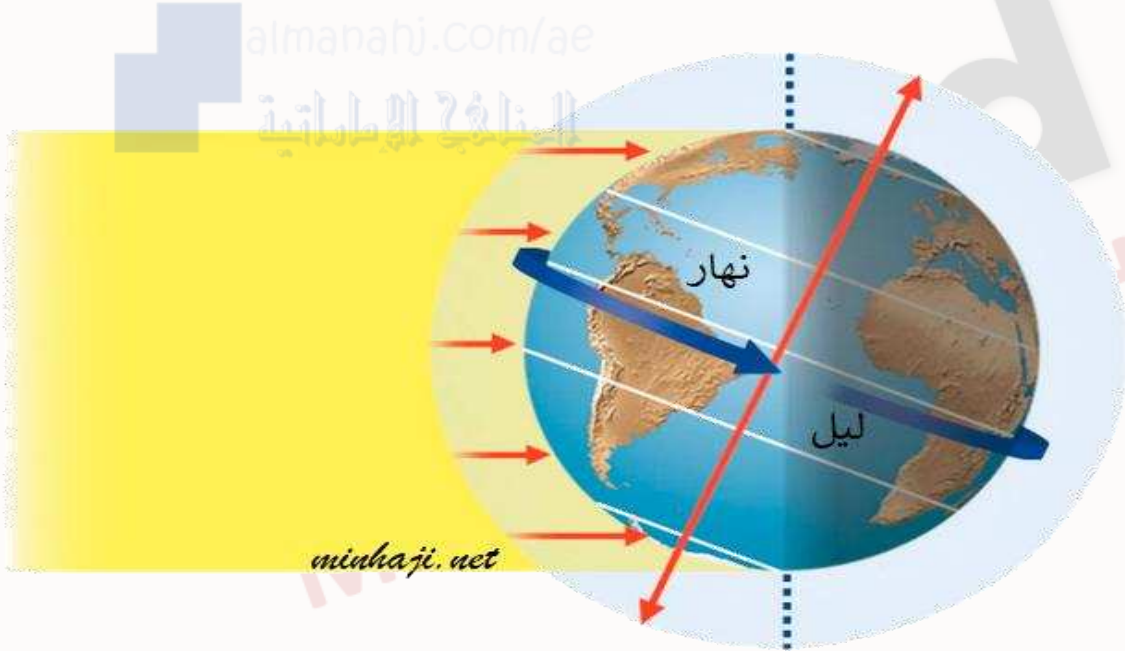 almanahj.com/ae
المناهج الإماراتية
نهار
ليل
minhaji.net